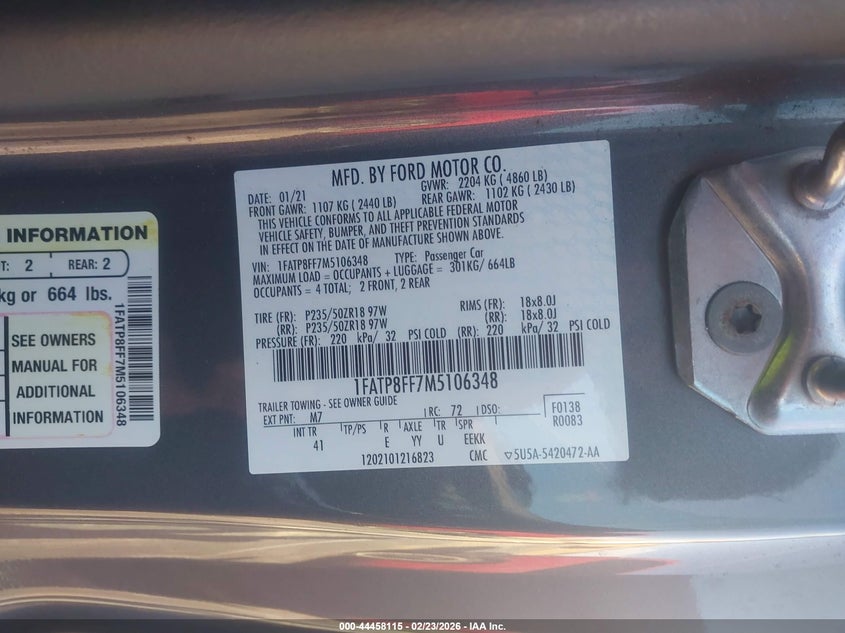 INFORMATION
T: 2 REAR: 2
kg or 664 lbs.
SEE OWNERS
MANUAL FOR
ADDITIONAL
INFORMATION
1FATP8FF7M5106348
MFD. BY FORD MOTOR CO.
DATE: 01/21 GVWR: 2204 KG ( 4860 LB)
FRONT GAWR: 1107 KG ( 2440 LB) REAR GAWR: 1102 KG ( 2430 LB)
THIS VEHICLE CONFORMS TO ALL APPLICABLE FEDERAL MOTOR
VEHICLE SAFETY, BUMPER, AND THEFT PREVENTION STANDARDS
IN EFFECT ON THE DATE OF MANUFACTURE SHOWN ABOVE.
VIN: 1FATP8FF7M5106348 TYPE: Passenger Car
MAXIMUM LOAD = OCCUPANTS + LUGGAGE = 301KG/ 664LB
OCCUPANTS = 4 TOTAL; 2 FRONT, 2 REAR
TIRE (FR): P235/50ZR18 97W RIMS (FR): 18x8.0J
(RR): P235/50ZR18 97W (RR): 18x8.0J
PRESSURE (FR): 220 kPa/ 32 PSI COLD (RR): 220 kPa/ 32 PSI COLD
1FATP8FF7M5106348
TRAILER TOWING - SEE OWNER GUIDE
EXT PNT: M7 RC: 72 DSO: F0138
R0083
INT TR TP/PS R AXLE TR SPR
41 E YY U EEKK
1202101216823 CMC ▽5U5A-5420472-AA
000-44458115 — 02/23/2026 — IAA Inc.